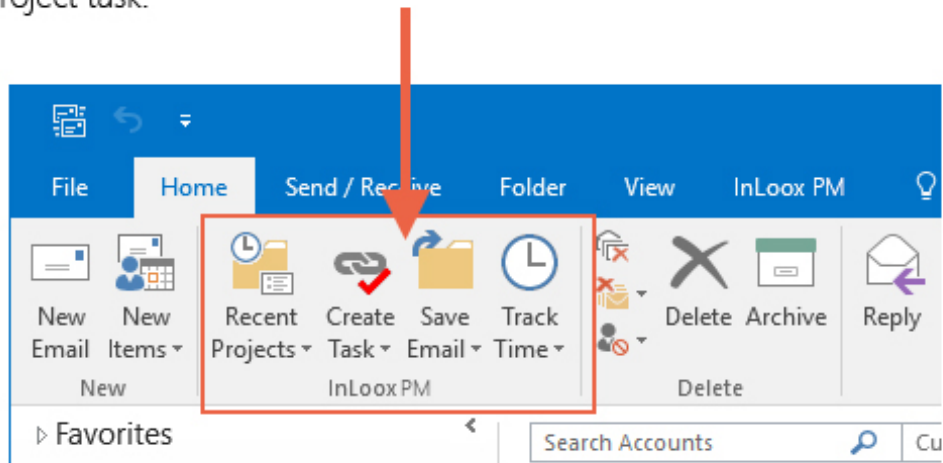 project task.
File Home Send / Receive Folder View InLoox PM
New Email
New Items
Recent Projects
Create Task
Save Email
Track Time
Delete
Archive
Reply
New
InLoox PM
Delete
Favorites
Search Accounts
Cu